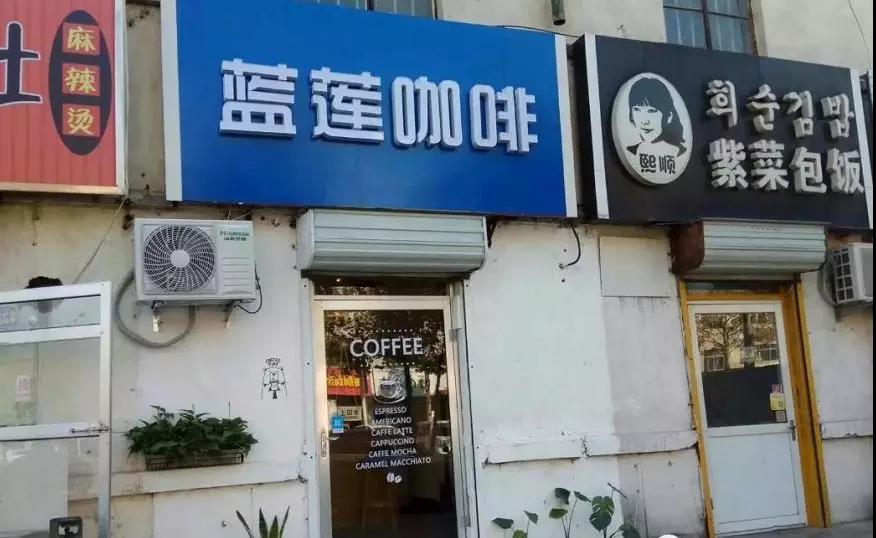 麻辣烫
蓝莲咖啡
희순김밥
紫菜包饭
熙顺
Hisense
COFFEE
ESPRESSO
AMERICANO
CAFFE LATTE
CAPPUCCINO
CAFFE MOCHA
CARAMEL MACCHIATO